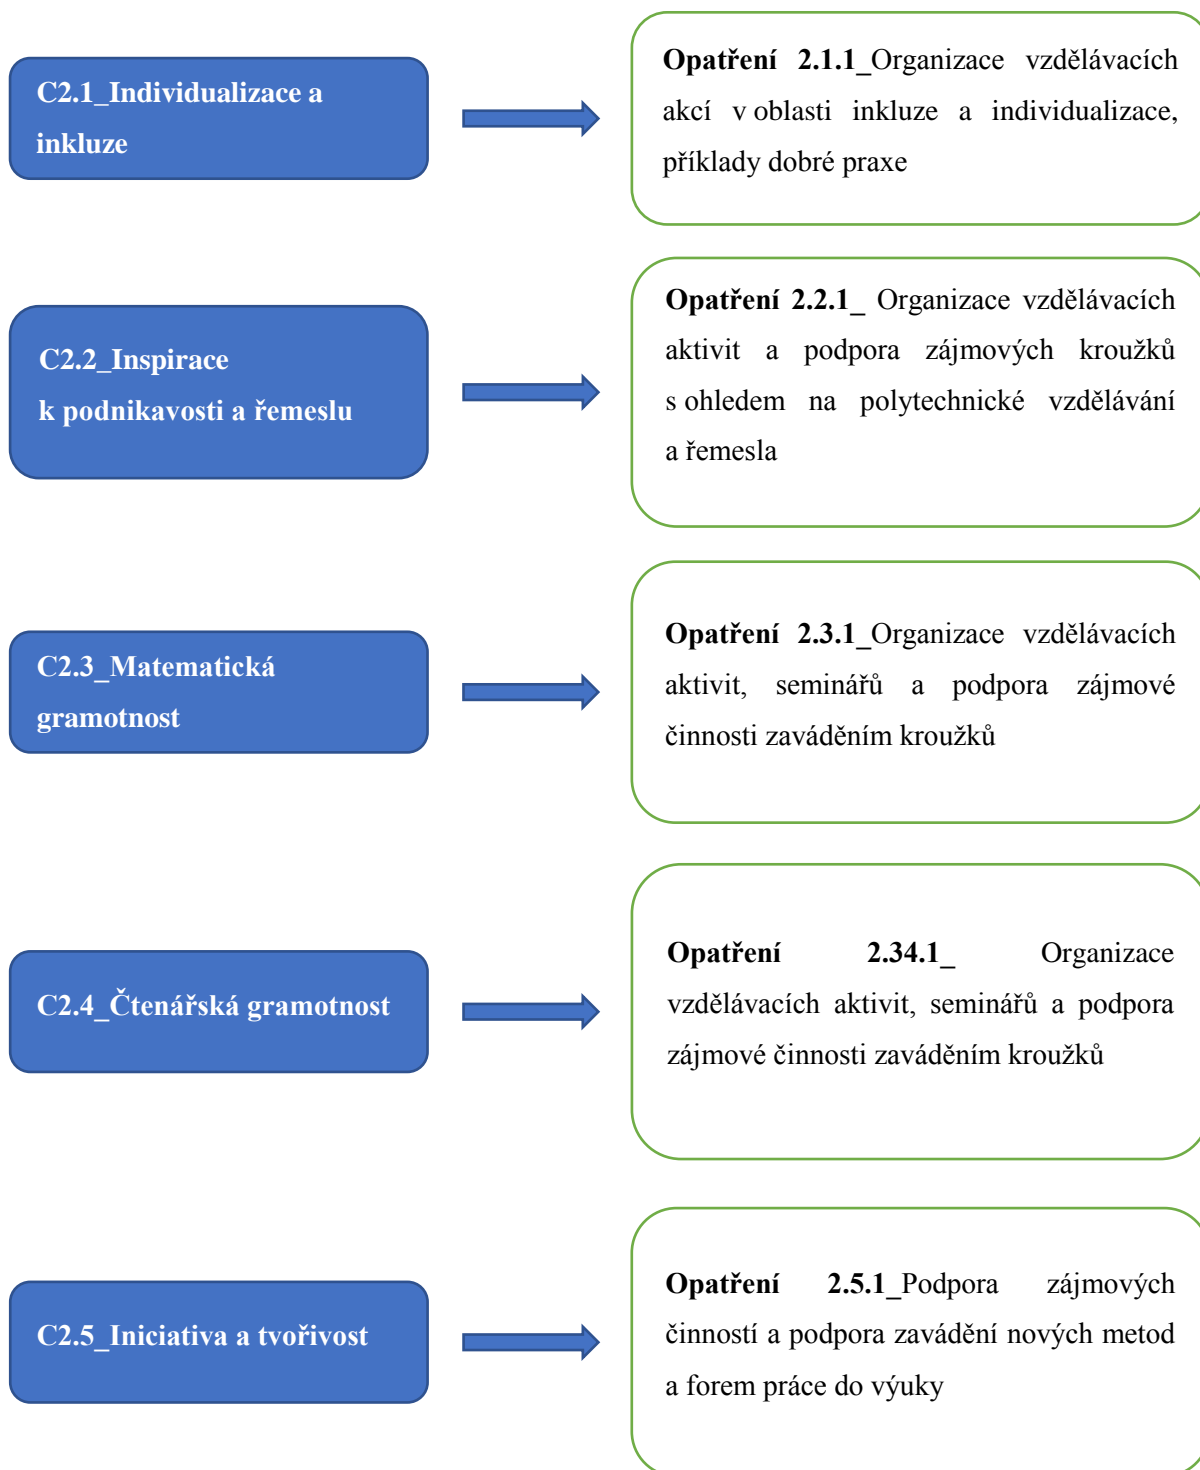 C2.1_Individualizace a
inkluze
Opatření 2.1.1_Organizace vzdělávacích
akcí v oblasti inkluze a individualizace,
příklady dobré praxe
C2.2_Inspirace
k podnikavosti a řemeslu
Opatření 2.2.1_ Organizace vzdělávacích
aktivit a podpora zájmových kroužků
s ohledem na polytechnické vzdělávání
a řemesla
C2.3_Matematická
gramotnost
Opatření 2.3.1_Organizace vzdělávacích
aktivit, seminářů a podpora zájmové
činnosti zaváděním kroužků
C2.4_Čtenářská gramotnost
Opatření 2.34.1_ Organizace
vzdělávacích aktivit, seminářů a podpora
zájmové činnosti zaváděním kroužků
C2.5_Iniciativa a tvořivost
Opatření 2.5.1_Podpora zájmových
činností a podpora zavádění nových metod
a forem práce do výuky